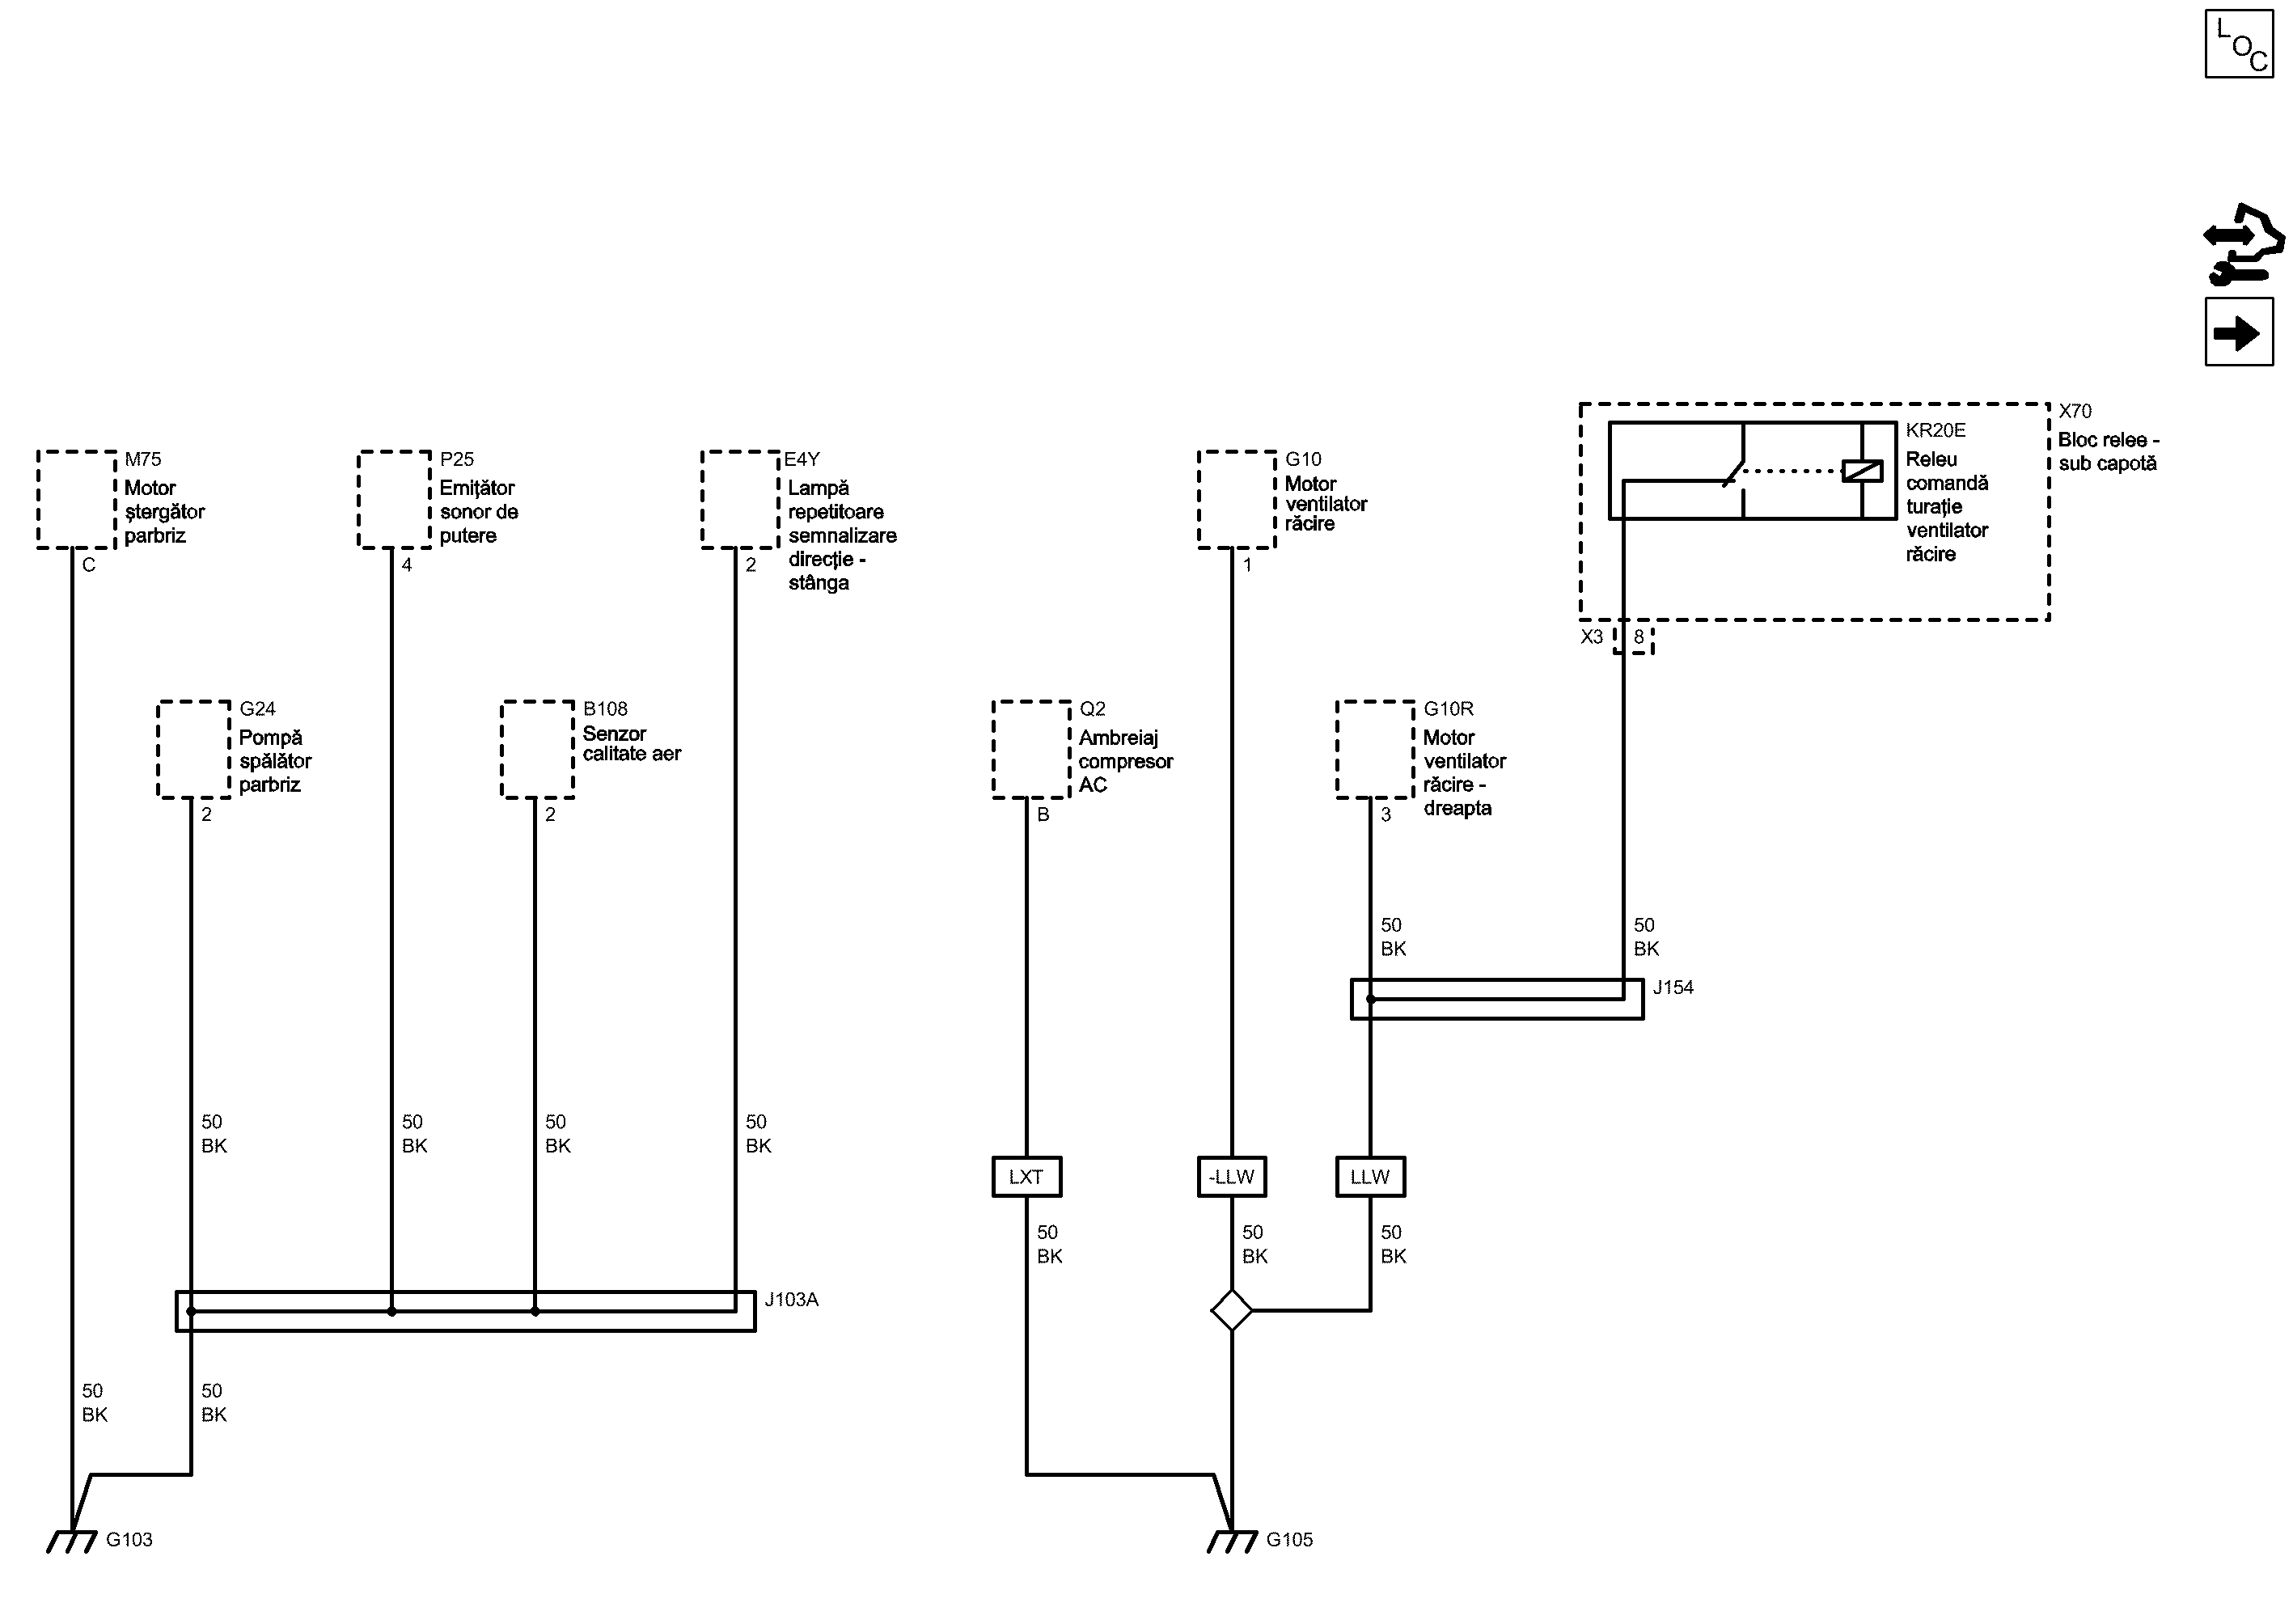 LOC
X70
Bloc relee -
sub capotă
KR20E
Releu
comandă
turație
ventilator
răcire
X3
8
M75
Motor
ștergător
parbriz
C
P25
Emițător
sonor de
putere
4
E4Y
Lampă
repetitoare
semnalizare
direcție -
stânga
2
G10
Motor
ventilator
răcire
1
G24
Pompă
spălător
parbriz
2
B108
Senzor
calitate aer
2
Q2
Ambreiaj
compresor
AC
B
G10R
Motor
ventilator
răcire -
dreapta
3
50
BK
50
BK
J154
50
BK
50
BK
50
BK
50
BK
LXT
-LLW
LLW
50
BK
50
BK
50
BK
J103A
50
BK
50
BK
G103
G105